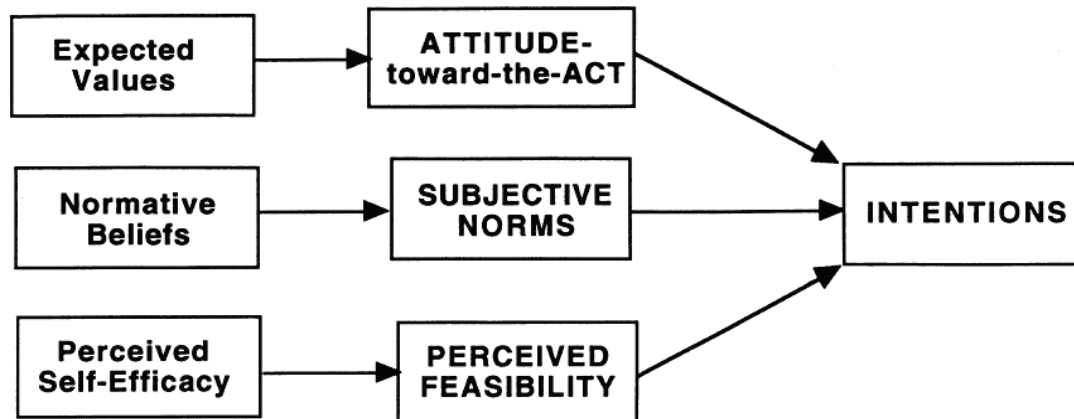 Expected
Values
ATTITUDE-
toward-the-ACT
Normative
Beliefs
SUBJECTIVE
NORMS
INTENTIONS
Perceived
Self-Efficacy
PERCEIVED
FEASIBILITY